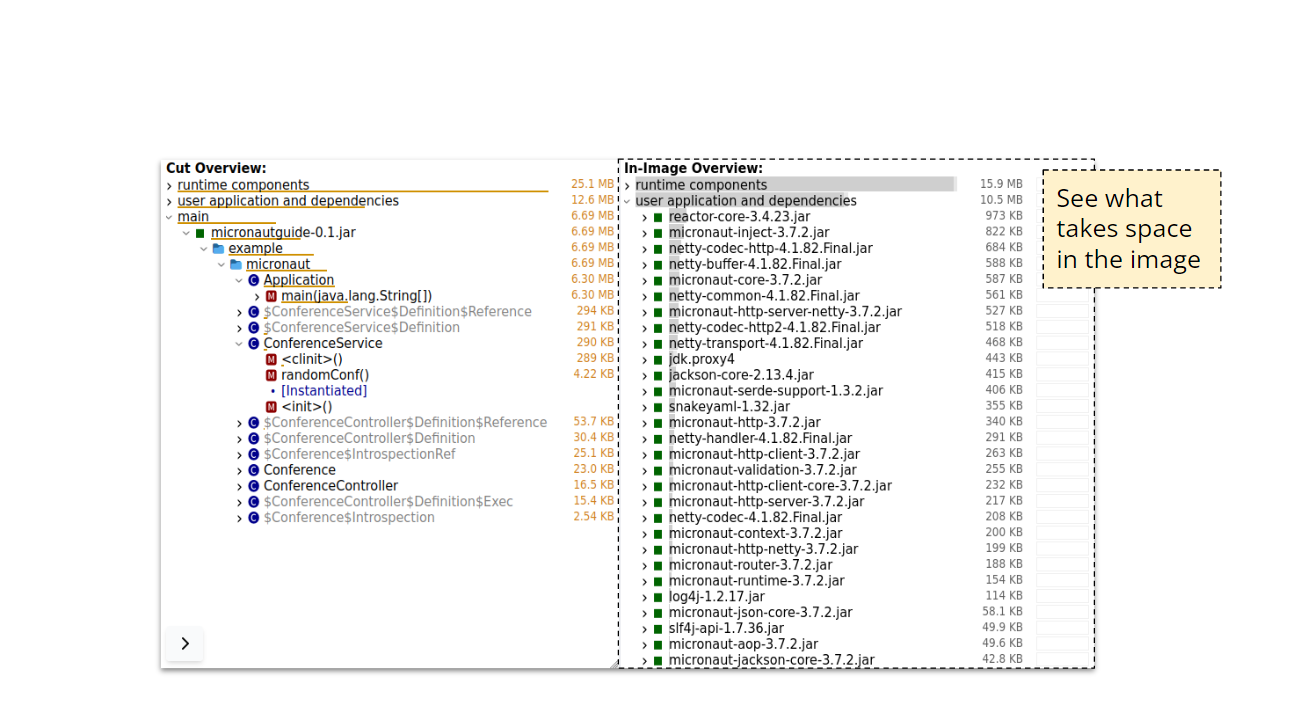 Cut Overview:
runtime components 25.1 MB
user application and dependencies 12.6 MB
main 6.69 MB
micronautguide-0.1.jar 6.69 MB
example 6.69 MB
micronaut 6.69 MB
C Application 6.30 MB
M main(java.lang.String[]) 6.30 MB
C $ConferenceService$Definition$Reference 294 KB
C $ConferenceService$Definition 291 KB
C ConferenceService 290 KB
M <clinit>() 289 KB
M randomConf() 4.22 KB
• [Instantiated]
M <init>()
C $ConferenceController$Definition$Reference 53.7 KB
C $ConferenceController$Definition 30.4 KB
C $Conference$IntrospectionRef 25.1 KB
C Conference 23.0 KB
C ConferenceController 16.5 KB
C $ConferenceController$Definition$Exec 15.4 KB
C $Conference$Introspection 2.54 KB
In-Image Overview:
runtime components 15.9 MB
user application and dependencies 10.5 MB
reactor-core-3.4.23.jar 973 KB
micronaut-inject-3.7.2.jar 822 KB
netty-codec-http-4.1.82.Final.jar 684 KB
netty-buffer-4.1.82.Final.jar 588 KB
micronaut-core-3.7.2.jar 587 KB
netty-common-4.1.82.Final.jar 561 KB
micronaut-http-server-netty-3.7.2.jar 527 KB
netty-codec-http2-4.1.82.Final.jar 518 KB
netty-transport-4.1.82.Final.jar 468 KB
jdk.proxy4 443 KB
jackson-core-2.13.4.jar 415 KB
micronaut-serde-support-1.3.2.jar 406 KB
snakeyaml-1.32.jar 355 KB
micronaut-http-3.7.2.jar 340 KB
netty-handler-4.1.82.Final.jar 291 KB
micronaut-http-client-3.7.2.jar 263 KB
micronaut-validation-3.7.2.jar 255 KB
micronaut-http-client-core-3.7.2.jar 232 KB
micronaut-http-server-3.7.2.jar 217 KB
netty-codec-4.1.82.Final.jar 208 KB
micronaut-context-3.7.2.jar 200 KB
micronaut-http-netty-3.7.2.jar 199 KB
micronaut-router-3.7.2.jar 188 KB
micronaut-runtime-3.7.2.jar 154 KB
log4j-1.2.17.jar 114 KB
micronaut-json-core-3.7.2.jar 58.1 KB
slf4j-api-1.7.36.jar 49.9 KB
micronaut-aop-3.7.2.jar 49.6 KB
micronaut-jackson-core-3.7.2.jar 42.8 KB
See what
takes space
in the image